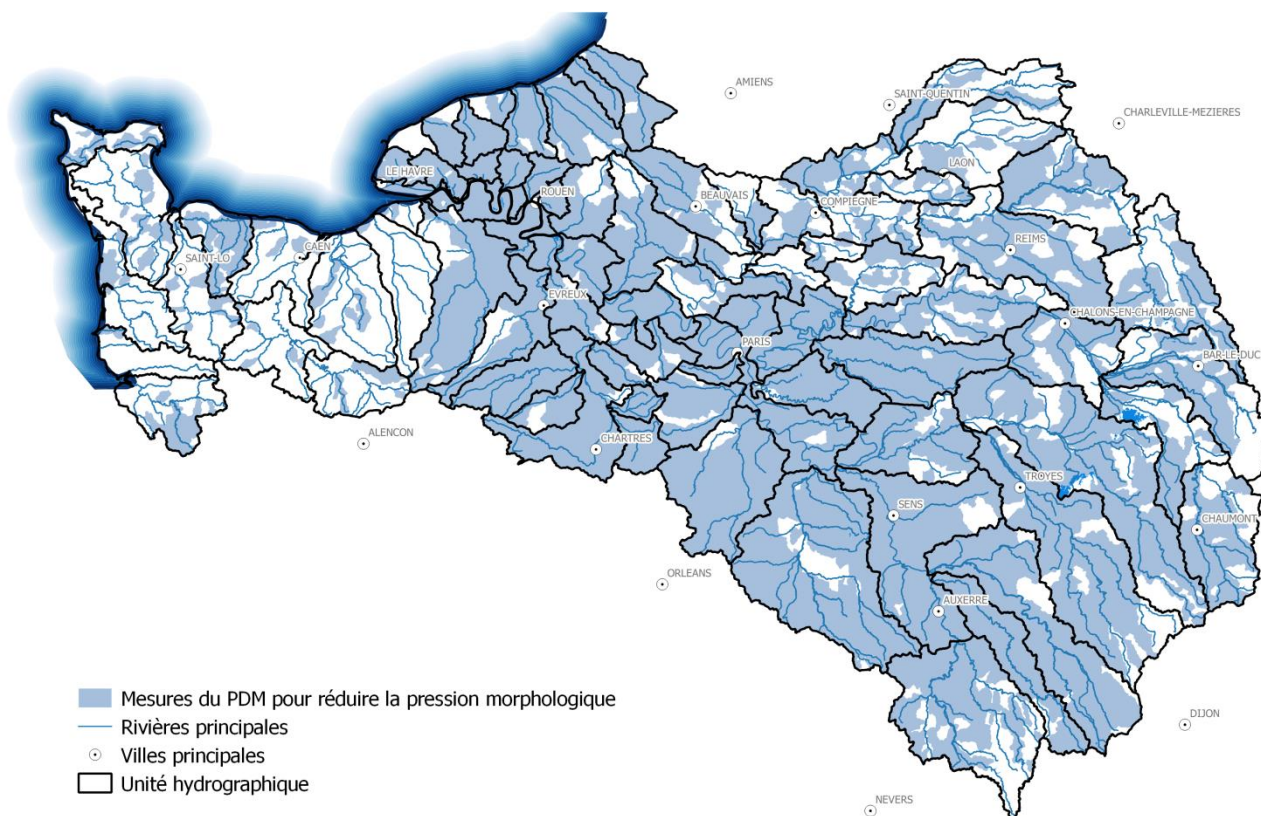 AMIENS
SAINT-QUENTIN
CHARLEVILLE-MEZIERES
LAON
LE HAVRE
ROUEN
BEAUVAIS
COMPIEGNE
REIMS
CAEN
SAINT-LO
EVREUX
CHALONS-EN-CHAMPAGNE
PARIS
BAR-LE-DUC
ALENCON
CHARTRES
TROYES
SENS
CHAUMONT
ORLEANS
AUXERRE
DIJON
NEVERS
Mesures du PDM pour réduire la pression morphologique
Rivières principales
Villes principales
Unité hydrographique